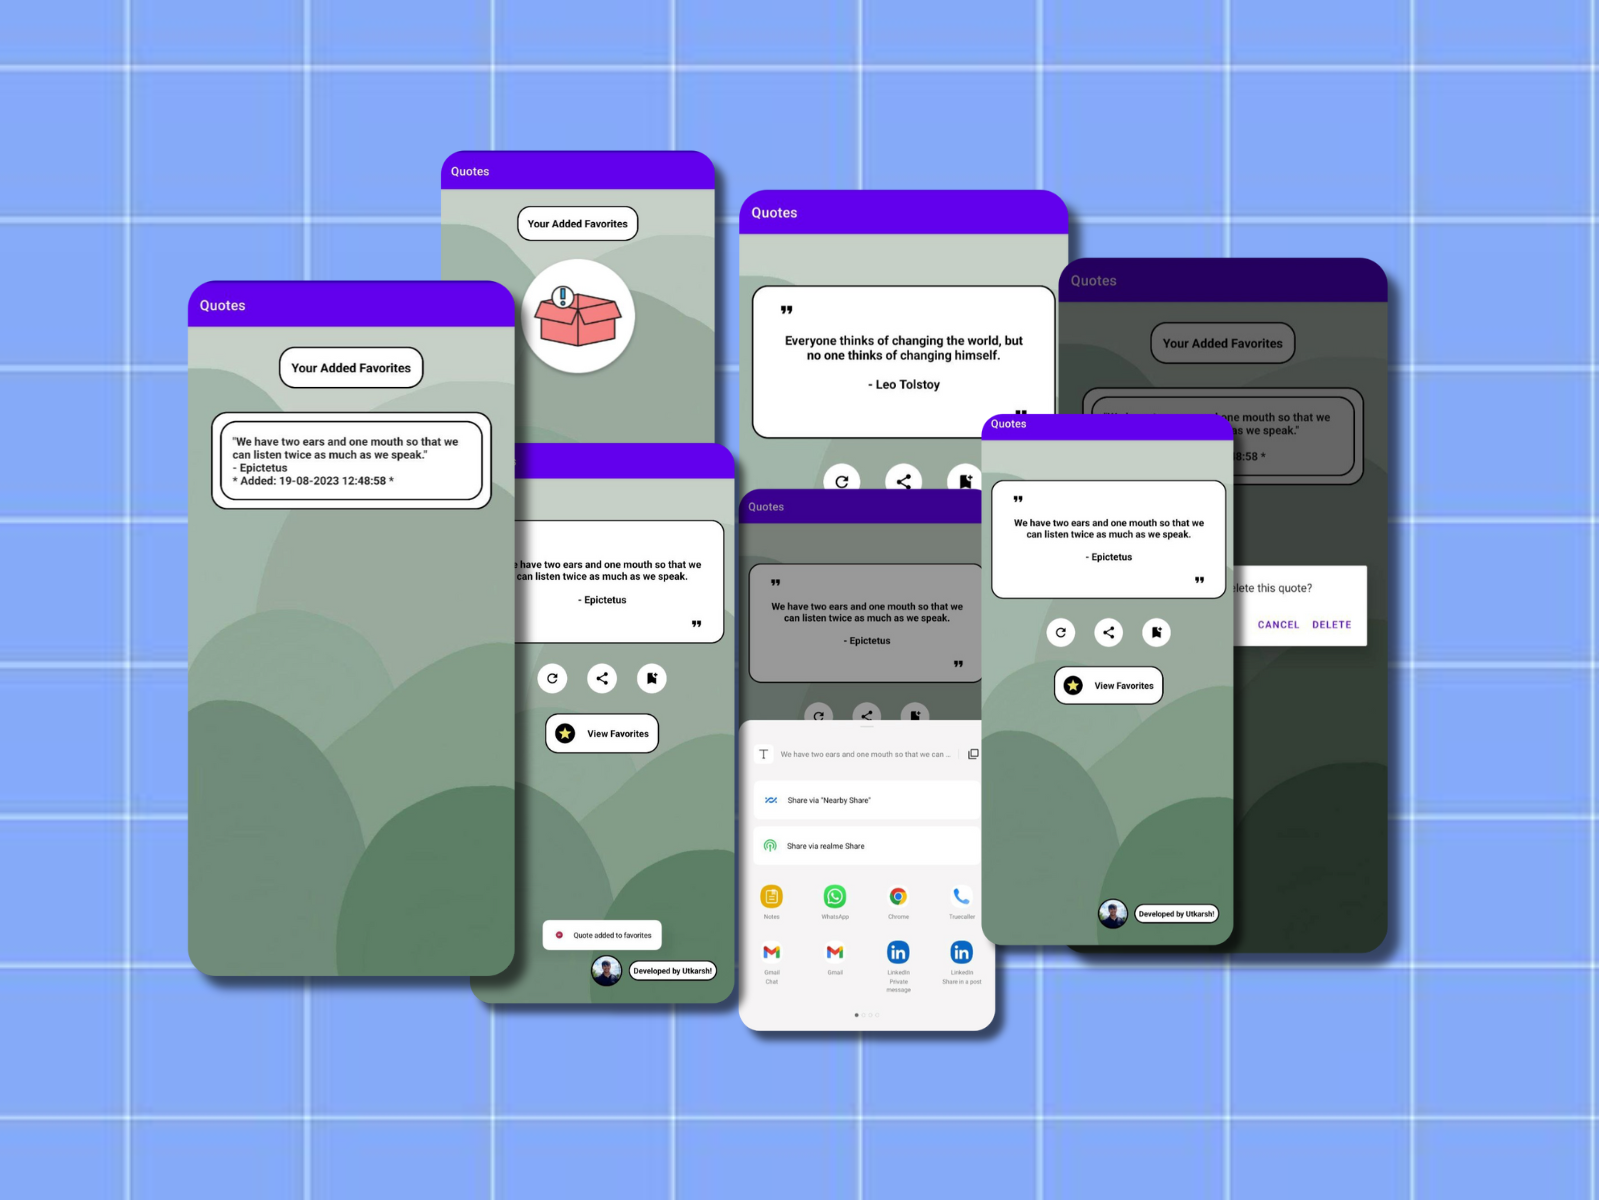 Quotes
Your Added Favorites
"We have two ears and one mouth so that we
can listen twice as much as we speak."
- Epictetus
* Added: 19-08-2023 12:48:58 *
Quotes
Your Added Favorites
have two ears and one mouth so that we
can listen twice as much as we speak.
- Epictetus
"
View Favorites
Quote added to favorites
Developed by Utkarsh!
Quotes
"
Everyone thinks of changing the world, but
no one thinks of changing himself.
- Leo Tolstoy
Quotes
"
We have two ears and one mouth so that we
can listen twice as much as we speak.
- Epictetus
"
T We have two ears and one mouth so that we can ...
Share via "Nearby Share"
Share via realme Share
Notes WhatsApp Chrome Truecaller
Gmail Gmail LinkedIn LinkedIn
Chat Private Share in a post
message
Quotes
"
We have two ears and one mouth so that we
can listen twice as much as we speak.
- Epictetus
"
View Favorites
Developed by Utkarsh!
Quotes
Your Added Favorites
one mouth so that we
as we speak."
:58 *
this quote?
CANCEL DELETE